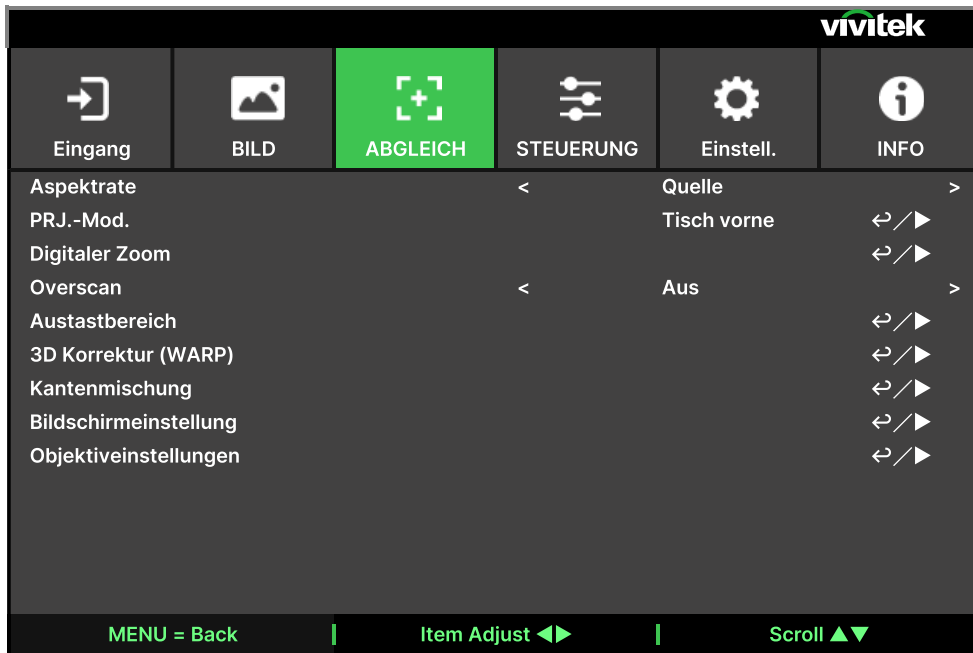 vivitek
Eingang BILD ABGLEICH STEUERUNG Einstell. INFO
Aspektrate < Quelle >
PRJ.-Mod. Tisch vorne ↩/▶
Digitaler Zoom ↩/▶
Overscan < Aus >
Austastbereich ↩/▶
3D Korrektur (WARP) ↩/▶
Kantenmischung ↩/▶
Bildschirmeinstellung ↩/▶
Objektiveinstellungen ↩/▶
MENU = Back Item Adjust ◀▶ Scroll ▲▼